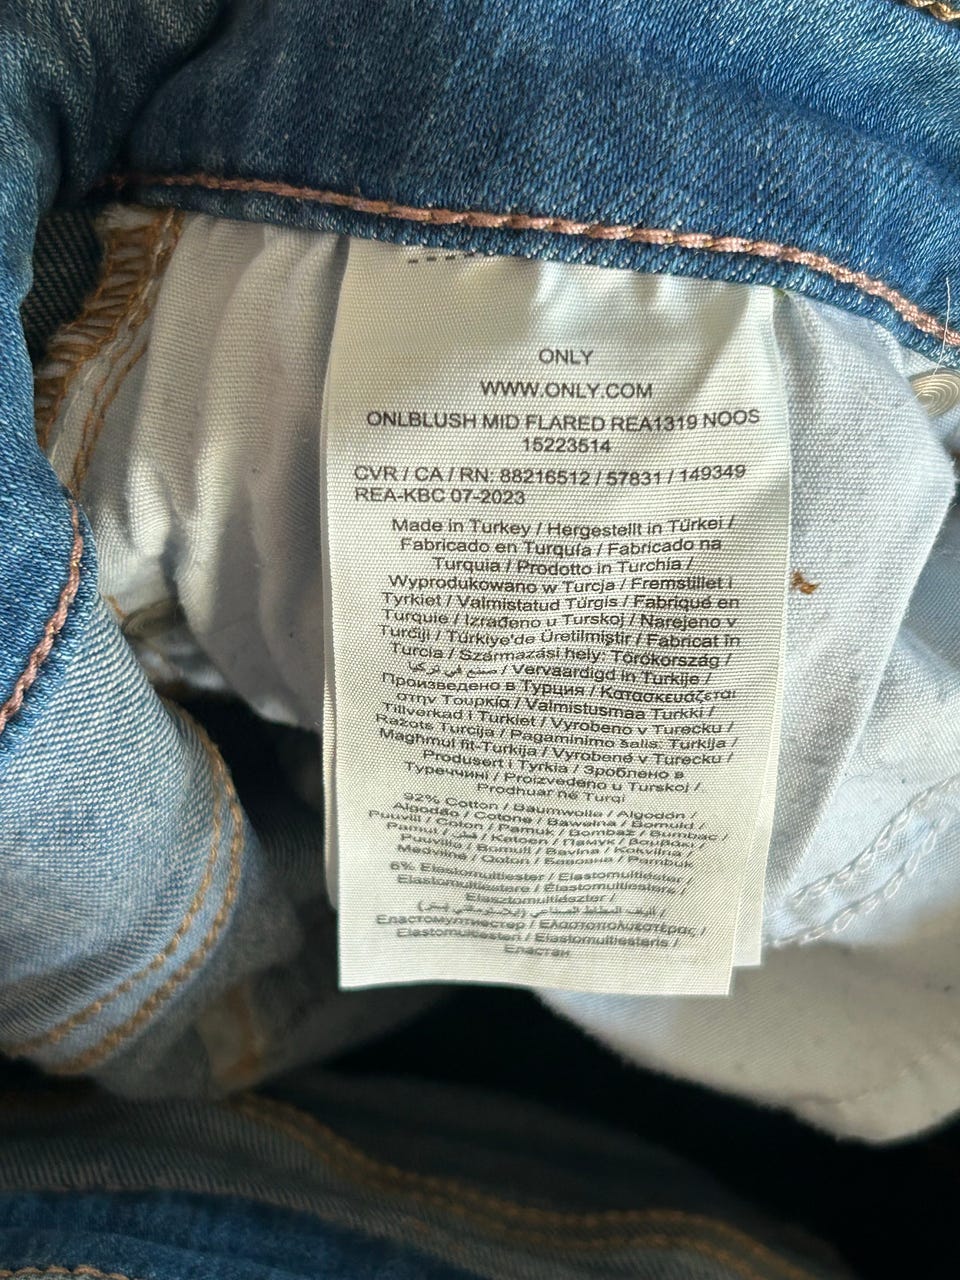 ONLY
WWW.ONLY.COM
ONLBLUSH MID FLARED REA1319 NOOS
15223514
CVR / CA / RN: 88216512 / 57831 / 149349
REA-KBC 07-2023
Made in Turkey / Hergestellt in Türkei /
Fabricado en Turquía / Fabricado na
Turquia / Prodotto in Turchia /
Wyprodukowano w Turcja / Fremstillet i
Tyrkiet / Valmistatud Türgis / Fabriqué en
Turquie / Izrađeno u Turskoj / Narejeno v
Turčiji / Türkiye'de Üretilmiştir / Fabricat în
Turcia / Származási hely: Törökország /
صنع في تركيا / Vervaardigd in Turkije /
Произведено в Турция / Κατασκευάζεται
στην Τουρκία / Valmistusmaa Turkki /
Tillverkad i Turkiet / Vyrobeno v Turecku /
Ražots Turcija / Pagaminimo šalis: Turkija /
Maghmul fit-Turkija / Vyrobené v Turecku /
Produsert i Tyrkia / Зроблено в
Туреччині / Proizvedeno u Turskoj /
Prodhuar në Turqi
92% Cotton / Baumwolle / Algodón /
Algodão / Cotone / Bawełna / Bomuld /
Puuvill / Coton / Pamuk / Bombaž / Bumbac /
Pamut / قطن / Katoen / Памук / Βαμβάκι /
Puuvilla / Bomull / Bavlna / Kokvilna /
Medvilnė / Qoton / Бавовна / Pambuk
6% Elastomultiester / Elastomultiéster /
Elastomultiestere / Élastomultiester /
Elasztomultiészter /
/ ألياف المطاط الصناعي
Еластомултиестер / Ελαστοπολυεστέρας /
Elastomultiesteri / Elastomultiesteris /
Еластан